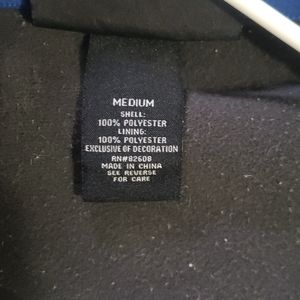 MEDIUM
SHELL:
100% POLYESTER
LINING:
100% POLYESTER
EXCLUSIVE OF DECORATION
RN#82608
MADE IN CHINA
SEE REVERSE
FOR CARE